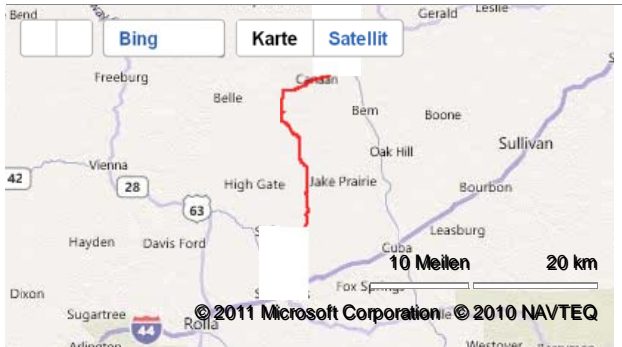 Bend Gerald Leslie
Bing Karte Satellit
Freeburg Canaan
Belle
Bem Boone
Oak Hill Sullivan
Vienna
42 28 High Gate Jake Prairie Bourbon
63
Hayden Davis Ford Leasburg
Cuba
10 Meilen 20 km
Dixon Fox Springs
Sugartree © 2011 Microsoft Corporation © 2010 NAVTEQ
44 Rolla
Arlington Westover